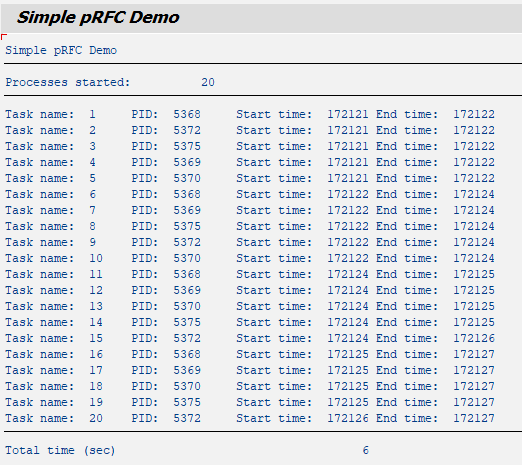 Simple pRFC Demo
Simple pRFC Demo
Processes started: 20
Task name: 1 PID: 5368 Start time: 172121 End time: 172122
Task name: 2 PID: 5372 Start time: 172121 End time: 172122
Task name: 3 PID: 5375 Start time: 172121 End time: 172122
Task name: 4 PID: 5369 Start time: 172121 End time: 172122
Task name: 5 PID: 5370 Start time: 172121 End time: 172122
Task name: 6 PID: 5368 Start time: 172122 End time: 172124
Task name: 7 PID: 5369 Start time: 172122 End time: 172124
Task name: 8 PID: 5375 Start time: 172122 End time: 172124
Task name: 9 PID: 5372 Start time: 172122 End time: 172124
Task name: 10 PID: 5370 Start time: 172122 End time: 172124
Task name: 11 PID: 5368 Start time: 172124 End time: 172125
Task name: 12 PID: 5369 Start time: 172124 End time: 172125
Task name: 13 PID: 5370 Start time: 172124 End time: 172125
Task name: 14 PID: 5375 Start time: 172124 End time: 172125
Task name: 15 PID: 5372 Start time: 172124 End time: 172126
Task name: 16 PID: 5368 Start time: 172125 End time: 172127
Task name: 17 PID: 5369 Start time: 172125 End time: 172127
Task name: 18 PID: 5370 Start time: 172125 End time: 172127
Task name: 19 PID: 5375 Start time: 172125 End time: 172127
Task name: 20 PID: 5372 Start time: 172126 End time: 172127
Total time (sec) 6